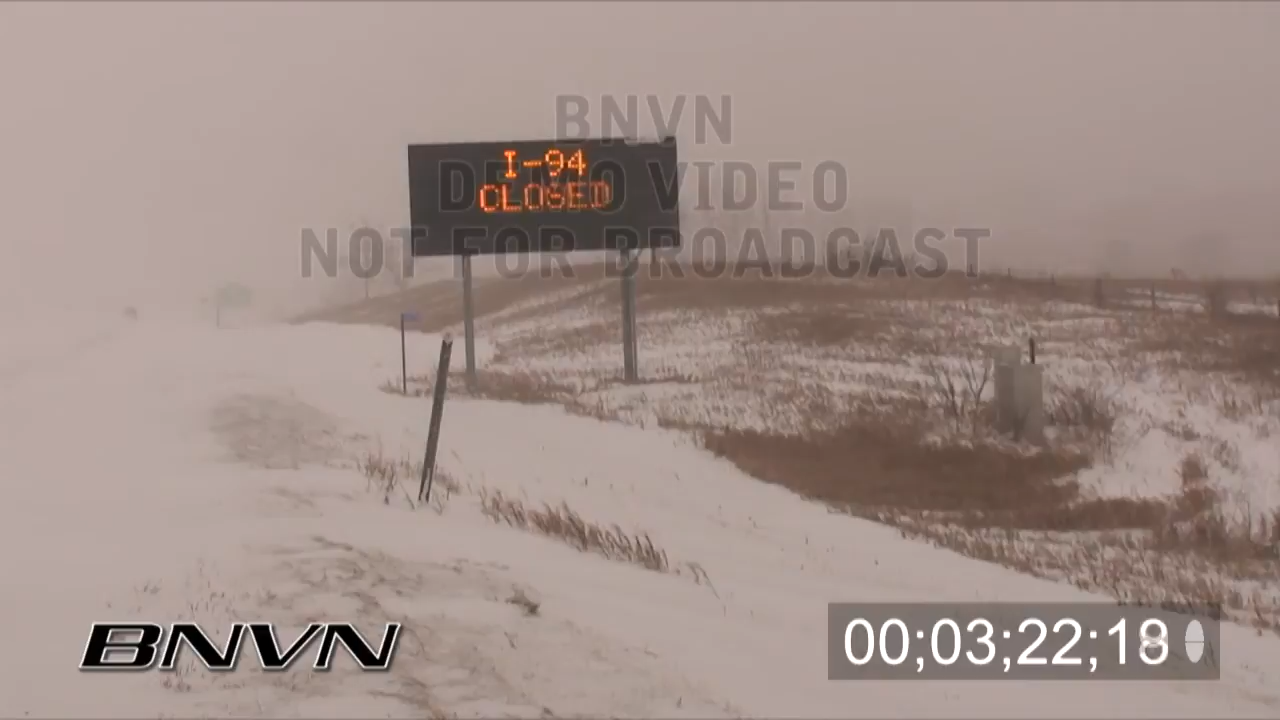 BNVN
I-94
DEMO VIDEO
CLOSED
NOT FOR BROADCAST
BNVN
00;03;22;18